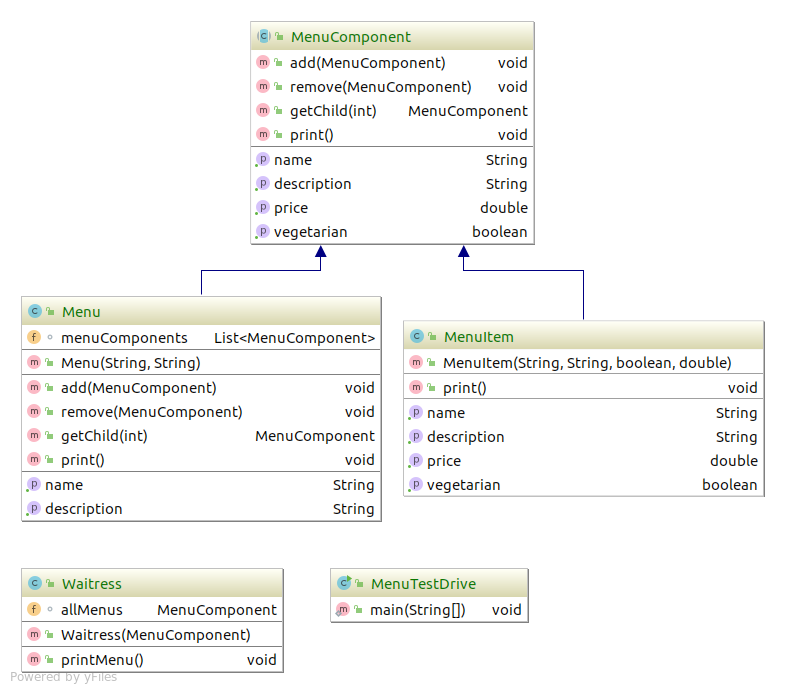 MenuComponent
add(MenuComponent) void
remove(MenuComponent) void
getChild(int) MenuComponent
print() void
name String
description String
price double
vegetarian boolean
Menu
menuComponents List<MenuComponent>
Menu(String, String)
add(MenuComponent) void
remove(MenuComponent) void
getChild(int) MenuComponent
print() void
name String
description String
MenuItem
MenuItem(String, String, boolean, double)
print() void
name String
description String
price double
vegetarian boolean
Waitress
allMenus MenuComponent
Waitress(MenuComponent)
printMenu() void
MenuTestDrive
main(String[]) void
Powered by yFiles